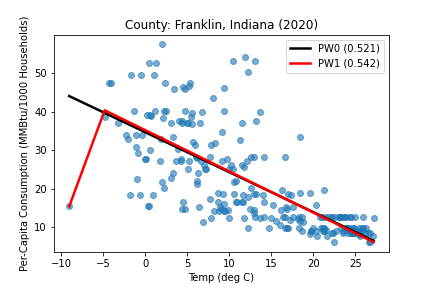 County: Franklin, Indiana (2020)
PW0 (0.521)
PW1 (0.542)
Per-Capita Consumption (MMBtu/1000 Households)
50
40
30
20
10
−10 −5 0 5 10 15 20 25
Temp (deg C)